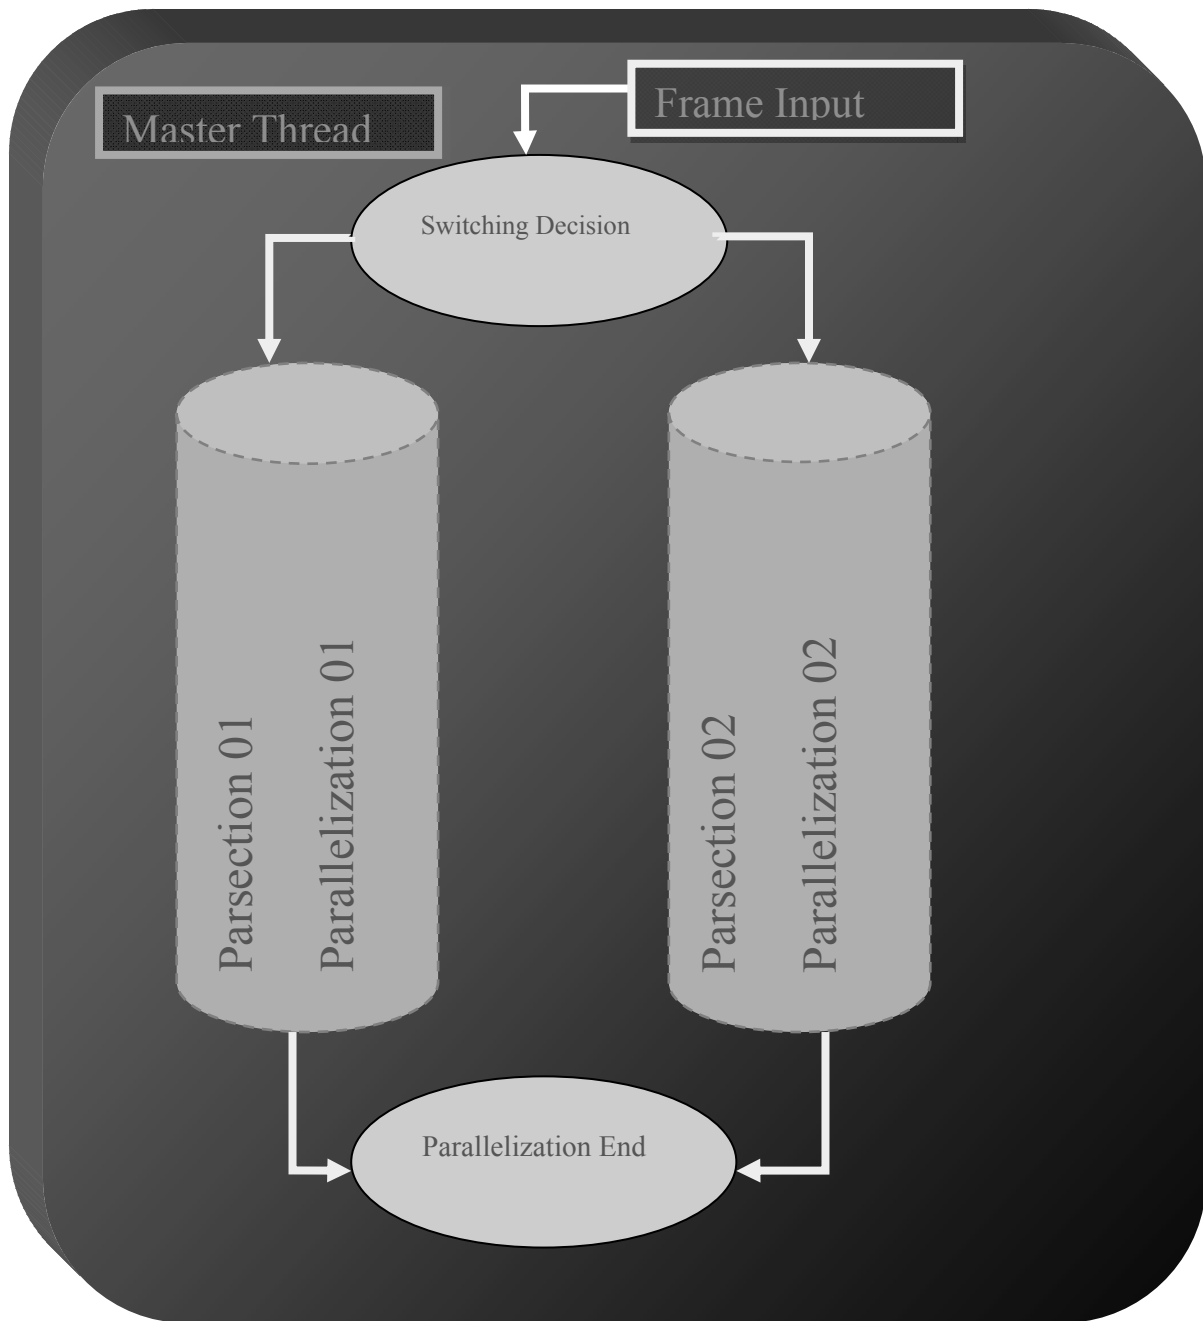 Master Thread
Frame Input
Switching Decision
Parsection 01
Parallelization 01
Parsection 02
Parallelization 02
Parallelization End